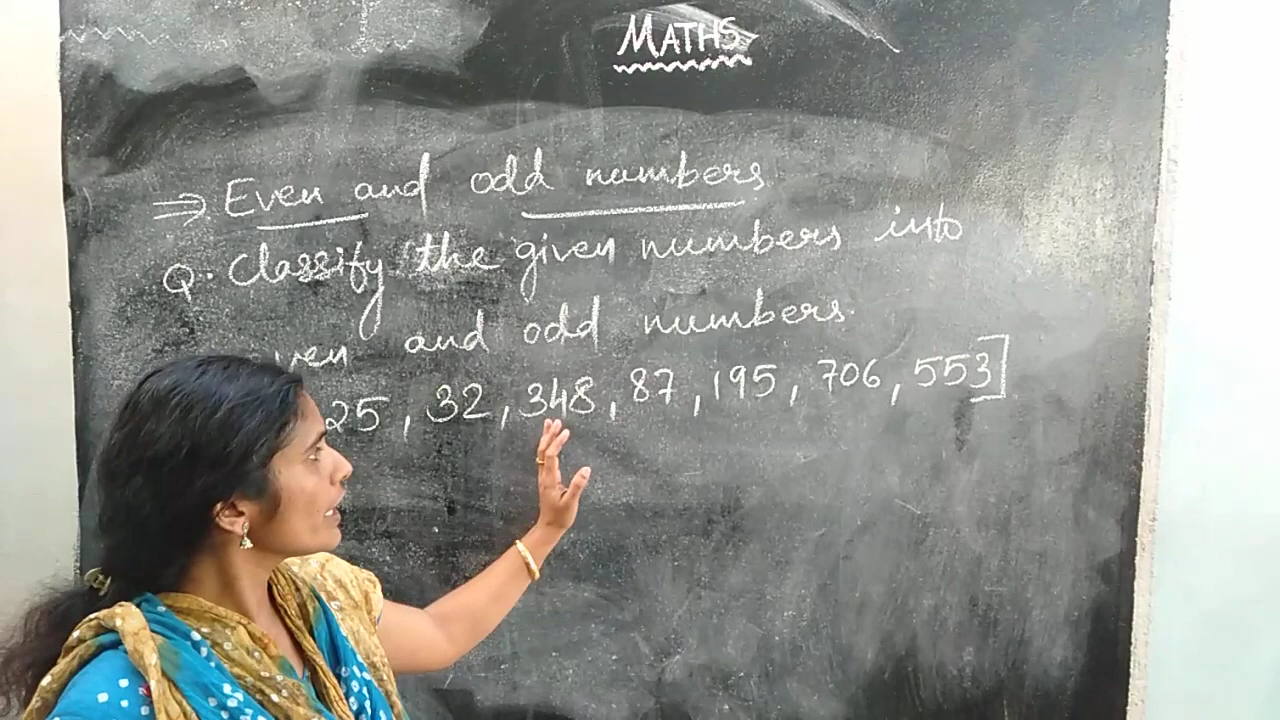 MATHS
⇒ Even and odd numbers
Q. Classify the given numbers into
and odd numbers.
25, 32, 348, 87, 195, 706, 553]